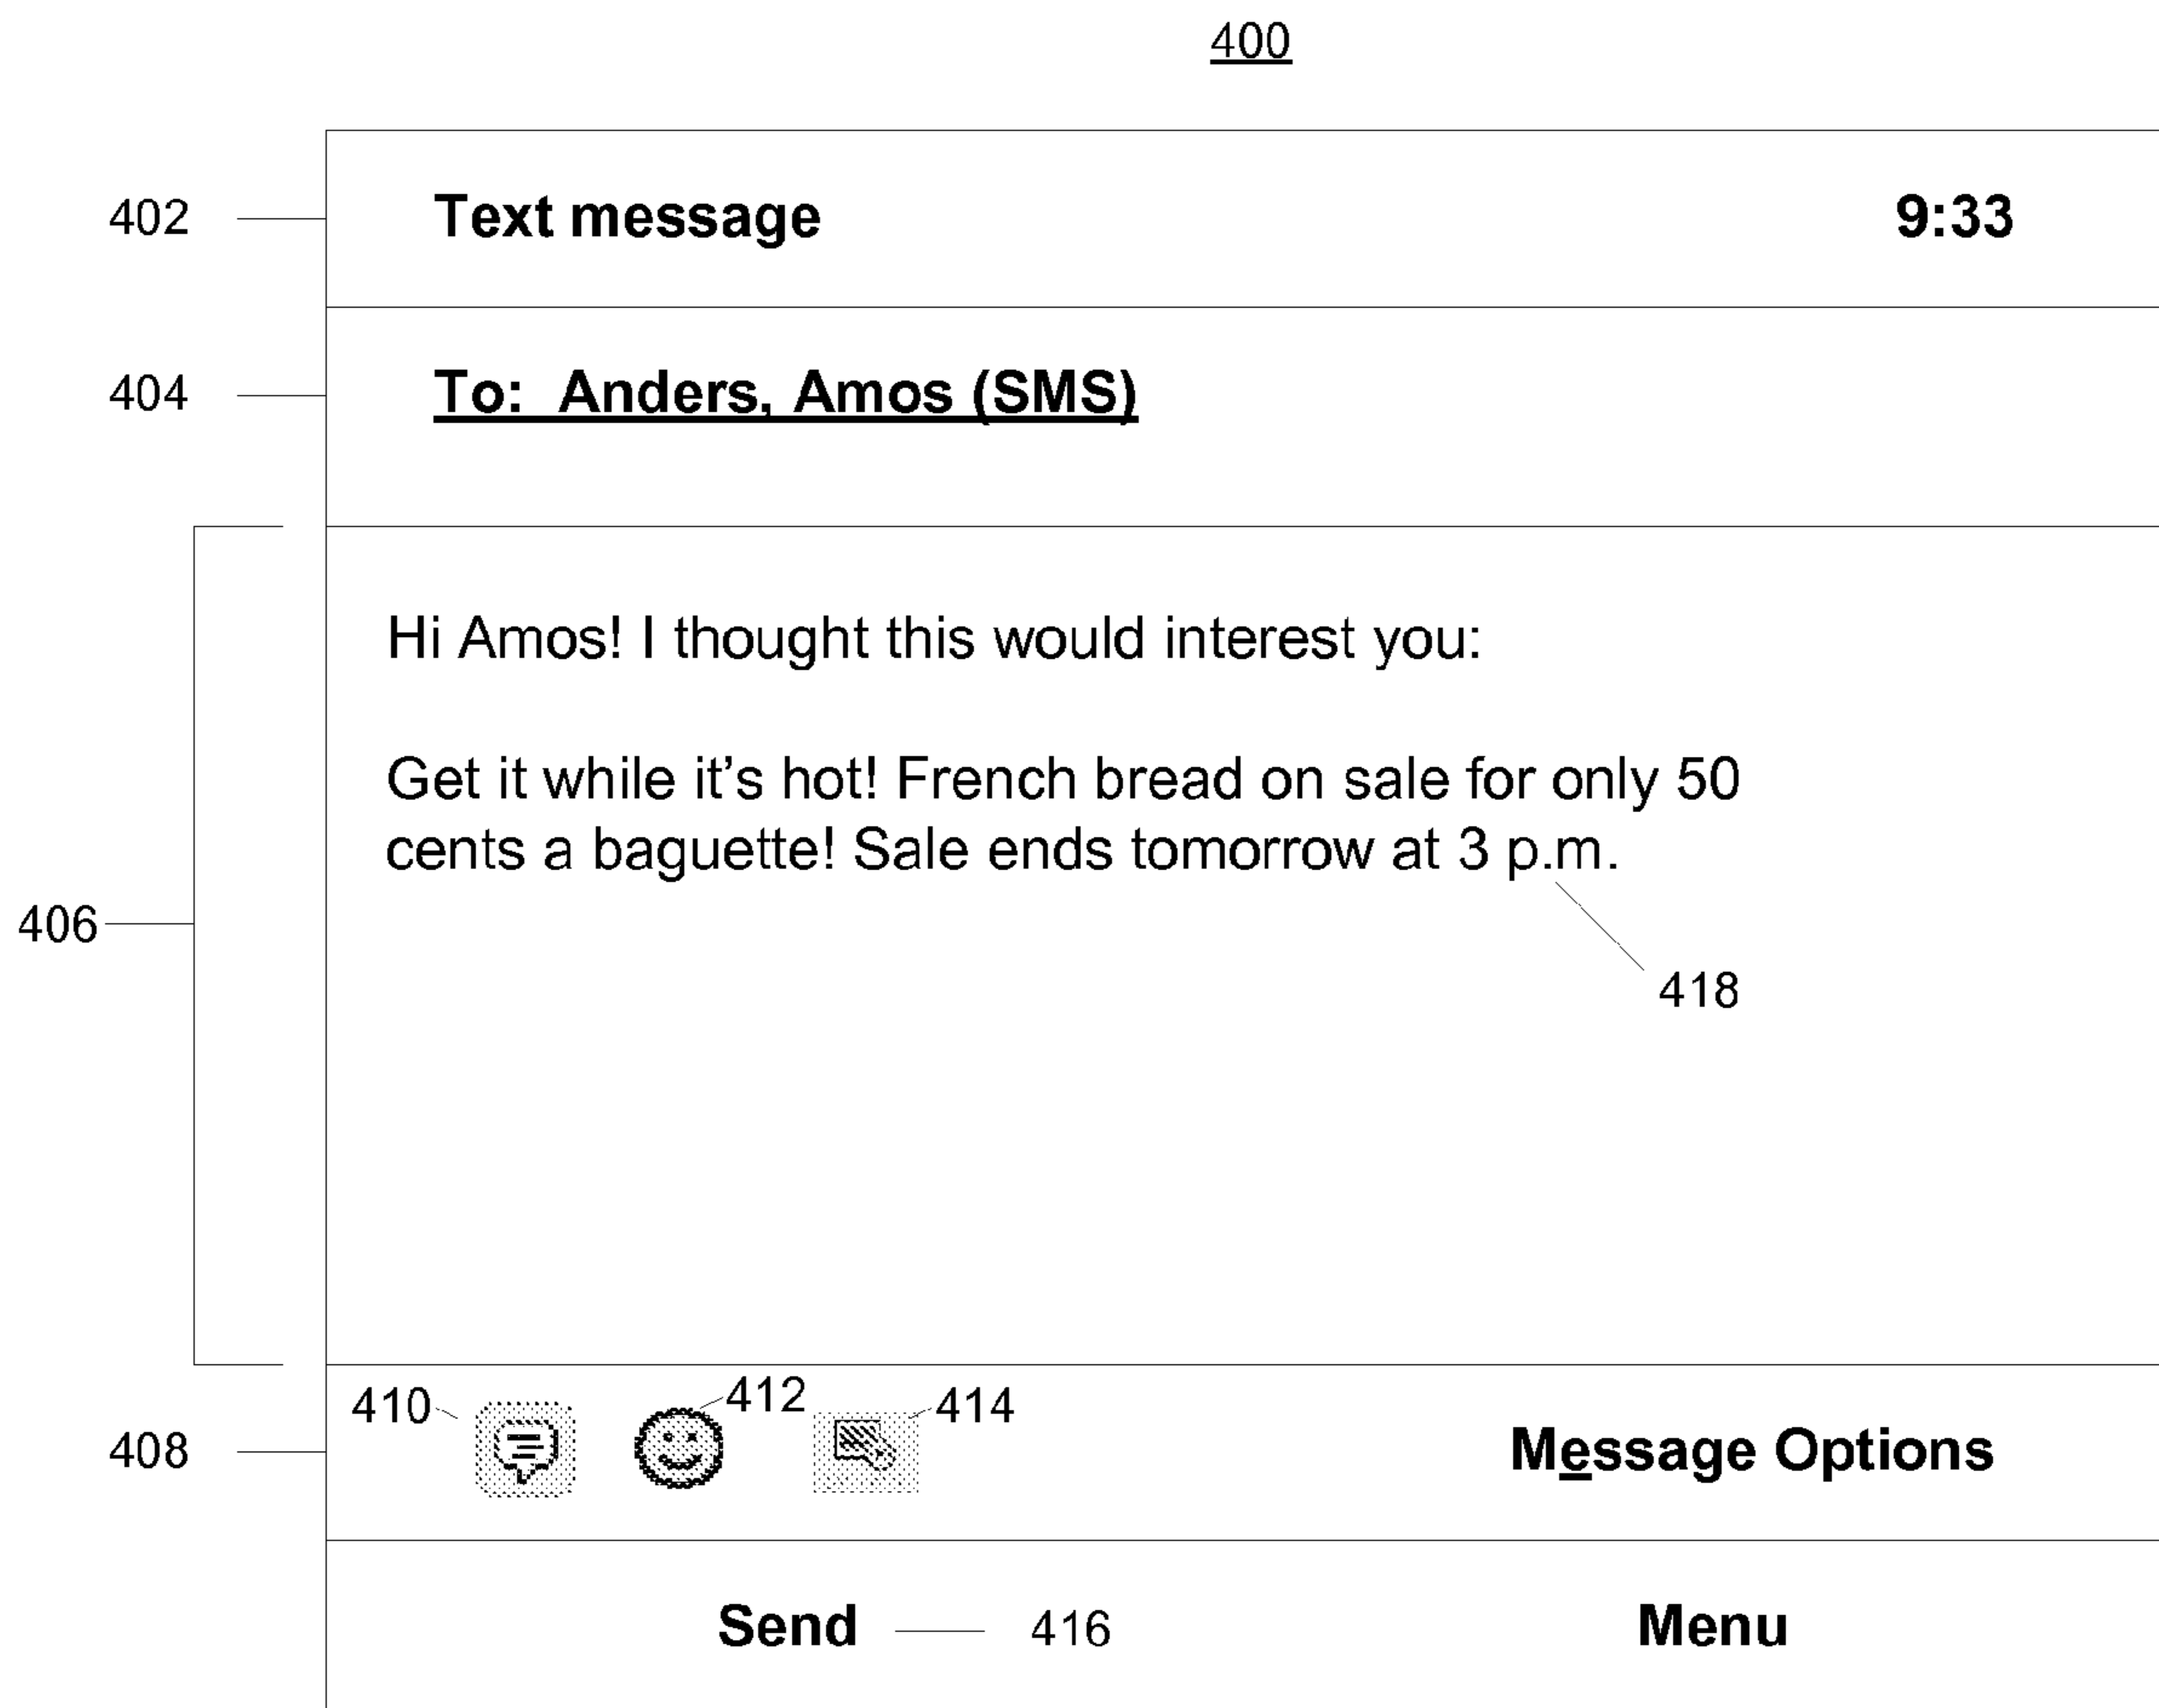 400
402
Text message
9:33
404
To: Anders, Amos (SMS)
Hi Amos! I thought this would interest you:
Get it while it’s hot! French bread on sale for only 50
cents a baguette! Sale ends tomorrow at 3 p.m.
406
418
410
412
414
408
Message Options
Send
416
Menu